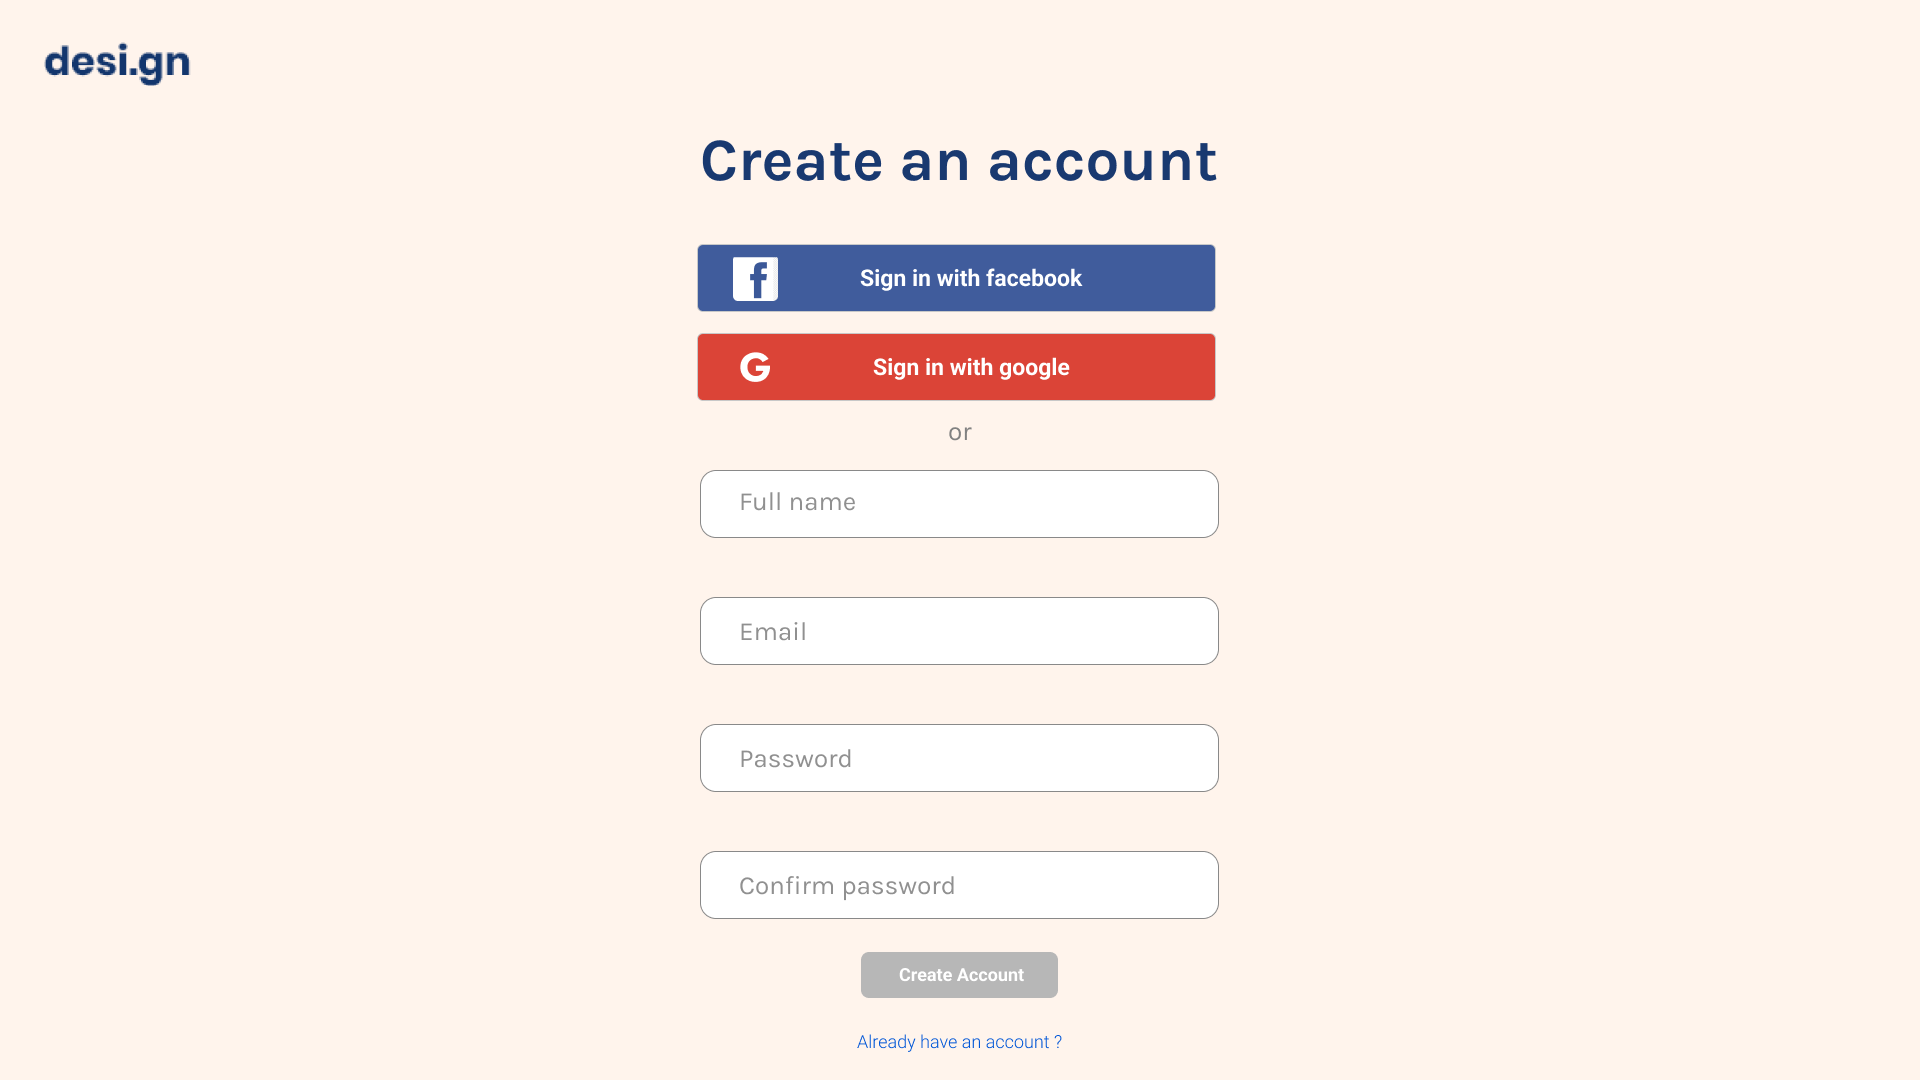 desi.gn
Create an account
Sign in with facebook
G
Sign in with google
or
Full name
Email
Password
Confirm password
Create Account
Already have an account ?